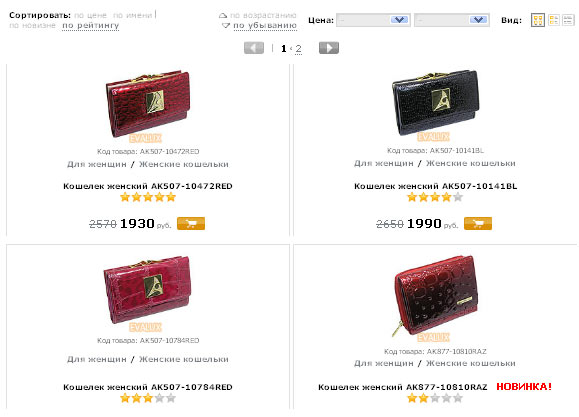 Сортировать: по цене по имени | по возрастанию
по новизне по рейтингу по убыванию
Цена: - - Вид:
| 1 · 2
EVALUX
Код товара: AK507-10472RED
Для женщин / Женские кошельки
Кошелек женский AK507-10472RED
2570 1930 руб.
EVALUX
Код товара: AK507-10141BL
Для женщин / Женские кошельки
Кошелек женский AK507-10141BL
2650 1990 руб.
EVALUX
Код товара: AK507-10784RED
Для женщин / Женские кошельки
Кошелек женский AK507-10784RED
EVALUX
Код товара: AK877-10810RAZ
Для женщин / Женские кошельки
Кошелек женский AK877-10810RAZ НОВИНКА!